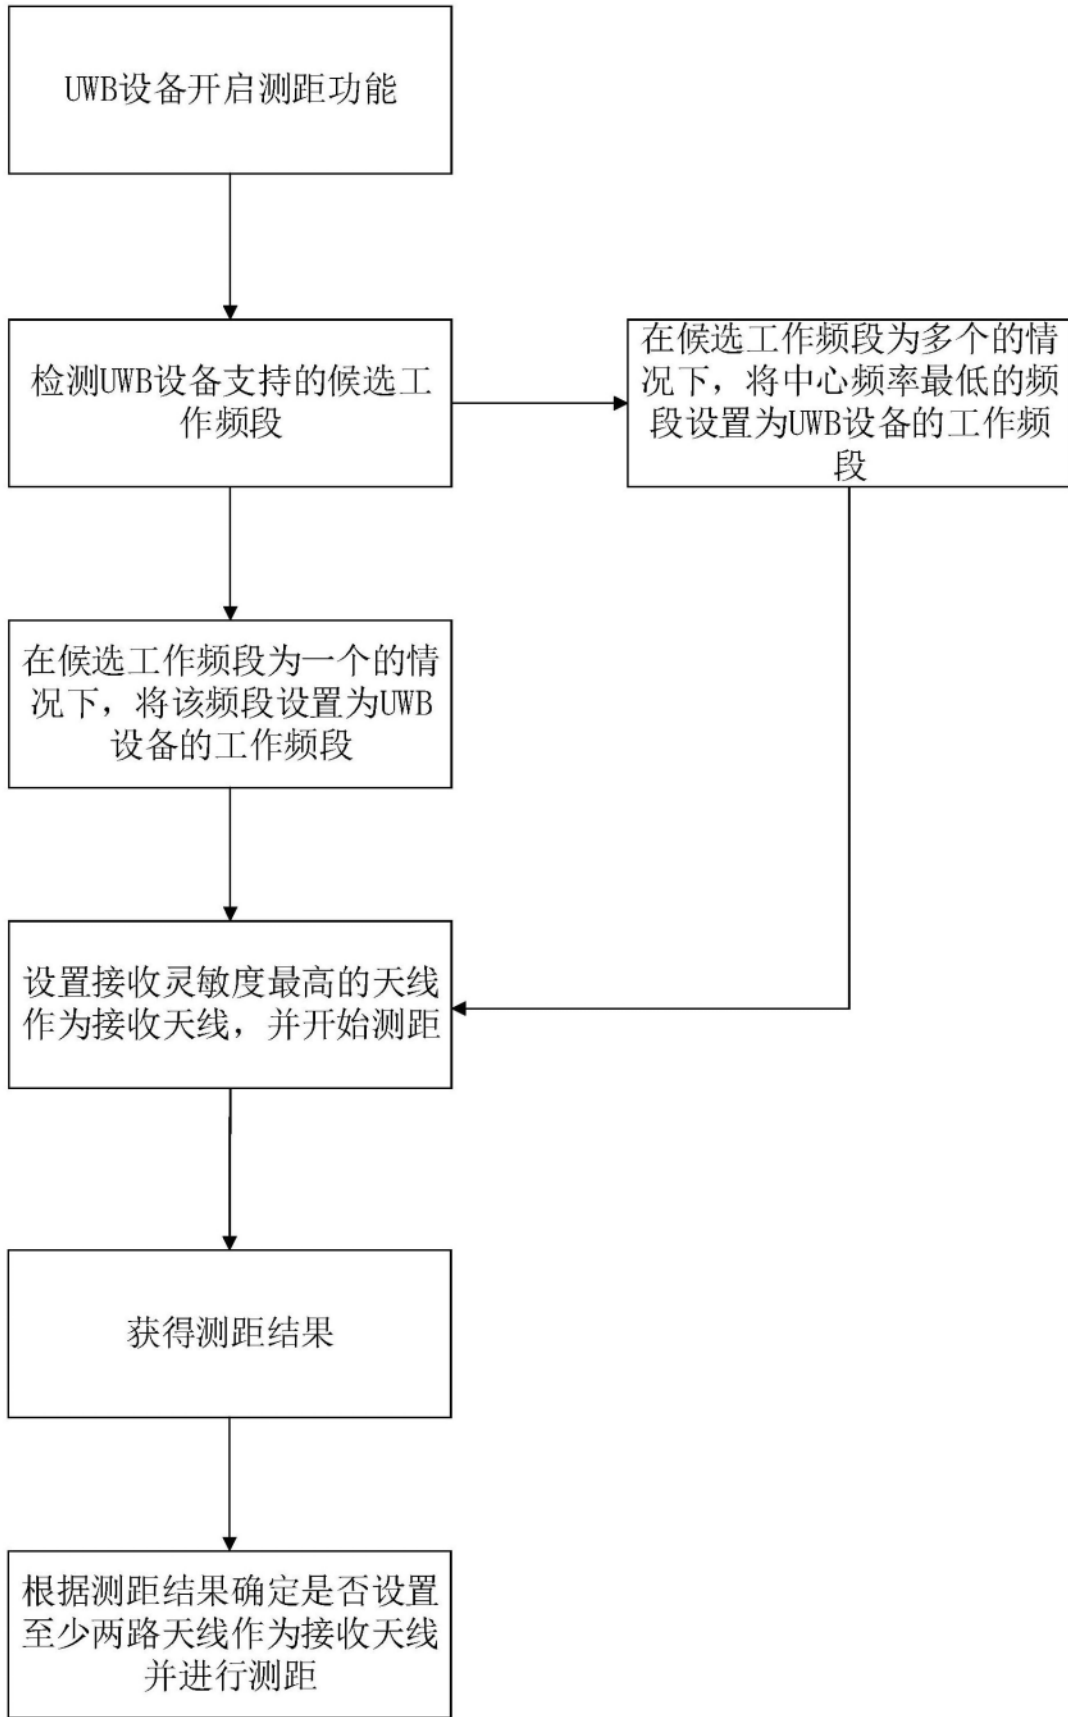 UWB设备开启测距功能
检测UWB设备支持的候选工
作频段
在候选工作频段为多个的情
况下，将中心频率最低的频
段设置为UWB设备的工作频
段
在候选工作频段为一个的情
况下，将该频段设置为UWB
设备的工作频段
设置接收灵敏度最高的天线
作为接收天线，并开始测距
获得测距结果
根据测距结果确定是否设置
至少两路天线作为接收天线
并进行测距